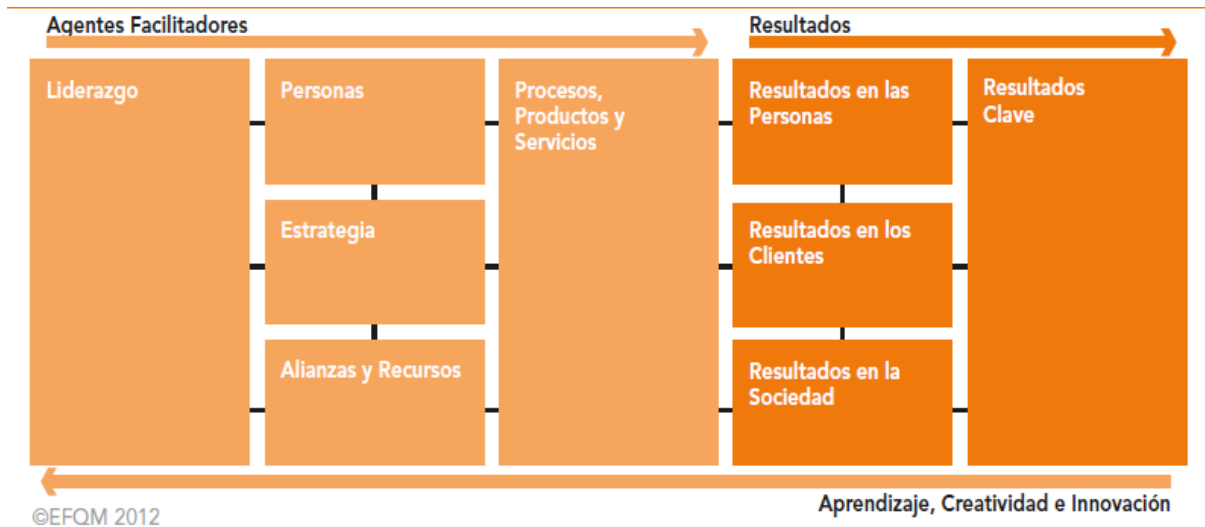 Agentes Facilitadores
Resultados
Liderazgo
Personas
Procesos,
Productos y
Servicios
Resultados en las
Personas
Resultados
Clave
Estrategia
Resultados en los
Clientes
Alianzas y Recursos
Resultados en la
Sociedad
Aprendizaje, Creatividad e Innovación
©EFQM 2012